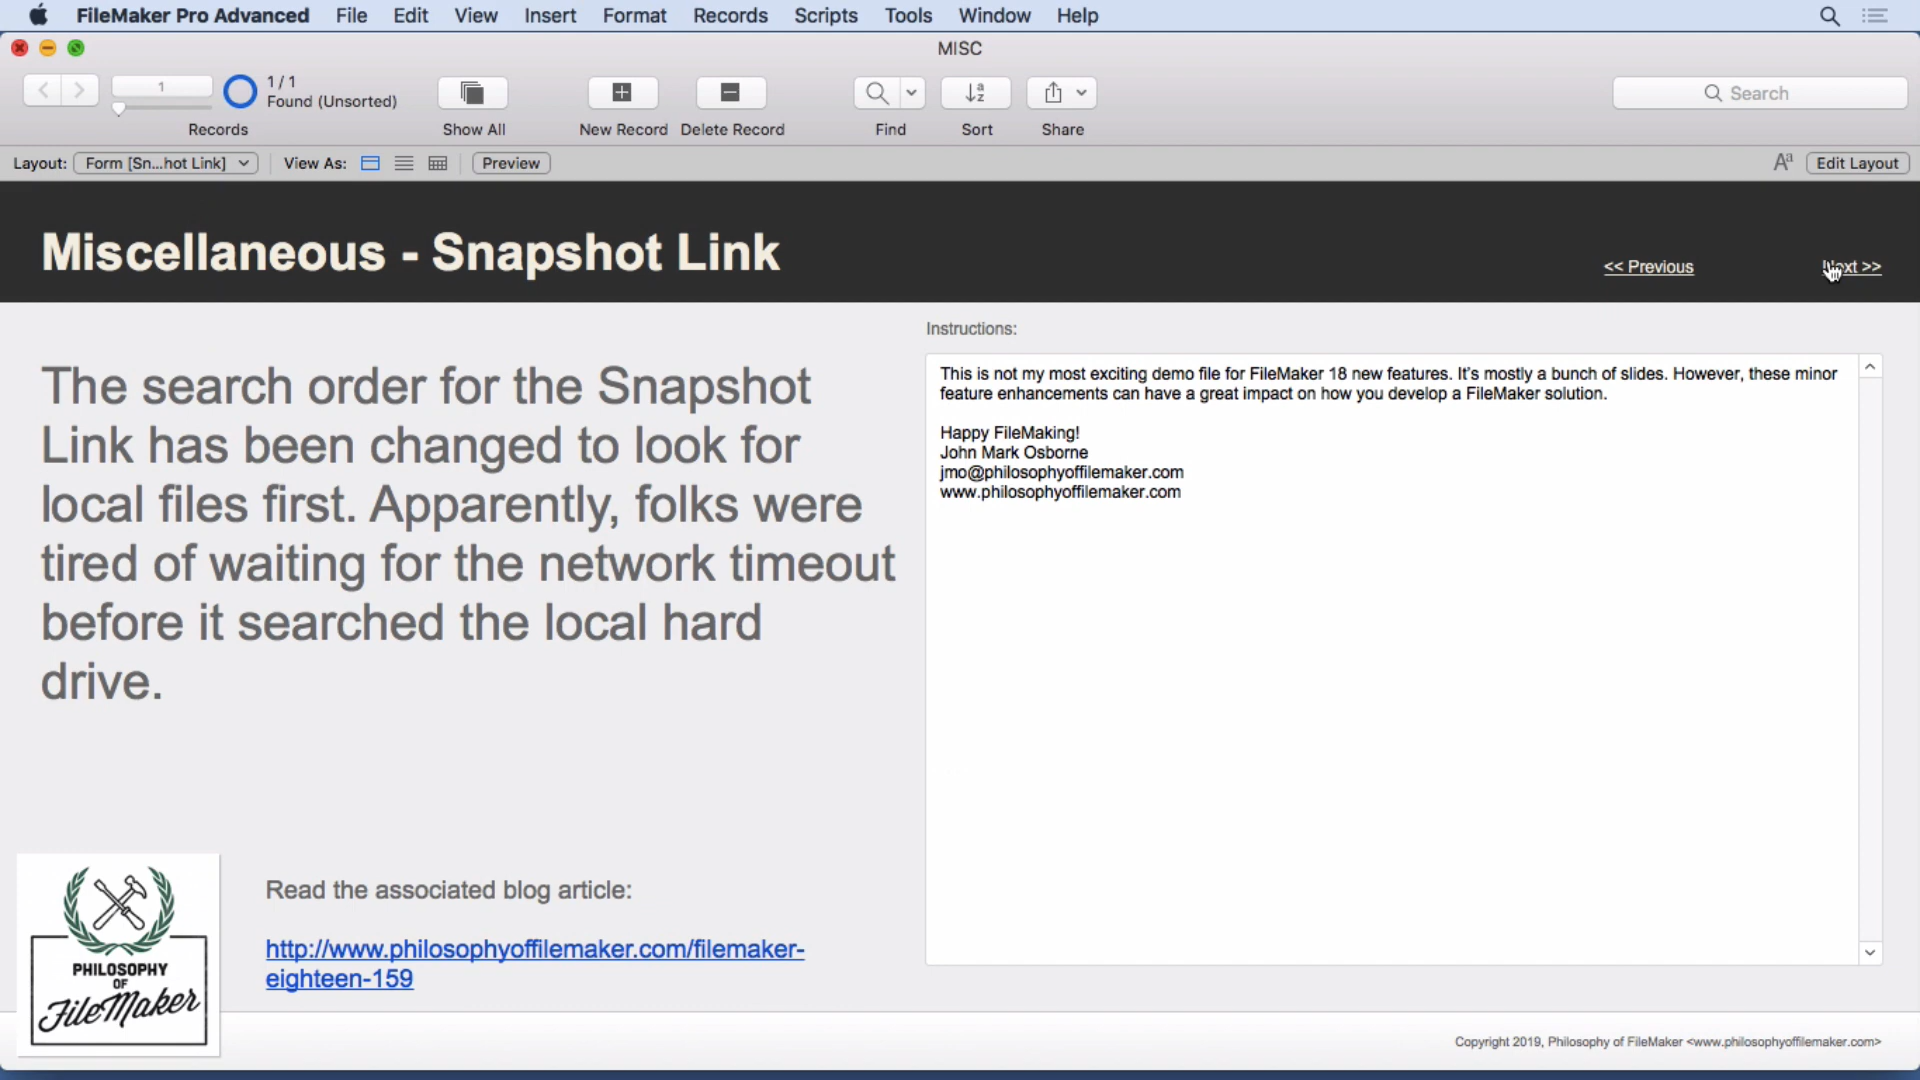 FileMaker Pro Advanced File Edit View Insert Format Records Scripts Tools Window Help
MISC
1
1 / 1
Found (Unsorted)
Search
Records Show All New Record Delete Record Find Sort Share
Layout: Form [Sn...hot Link] View As: Preview Aa Edit Layout
Miscellaneous - Snapshot Link
<< Previous
>>
The search order for the Snapshot
Link has been changed to look for
local files first. Apparently, folks were
tired of waiting for the network timeout
before it searched the local hard
drive.
Instructions:
This is not my most exciting demo file for FileMaker 18 new features. It's mostly a bunch of slides. However, these minor
feature enhancements can have a great impact on how you develop a FileMaker solution.
Happy FileMaking!
John Mark Osborne
jmo@philosophyoffilemaker.com
www.philosophyoffilemaker.com
PHILOSOPHY
OF
FileMaker
Read the associated blog article:
http://www.philosophyoffilemaker.com/filemaker-
eighteen-159
Copyright 2019, Philosophy of FileMaker <www.philosophyoffilemaker.com>